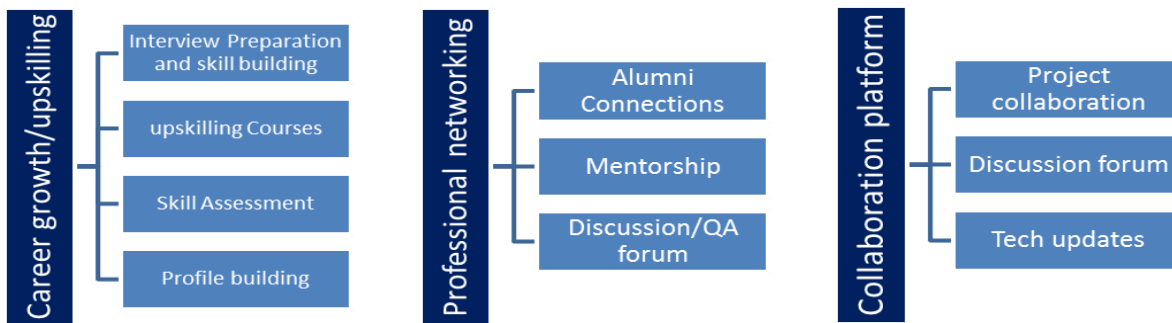 Career growth/upskilling
Interview Preparation
and skill building
upskilling Courses
Skill Assessment
Profile building
Professional networking
Alumni
Connections
Mentorship
Discussion/QA
forum
Collaboration platform
Project
collaboration
Discussion forum
Tech updates